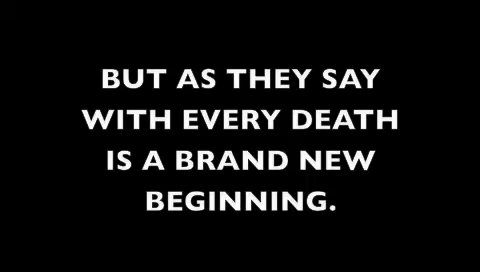 BUT AS THEY SAY
WITH EVERY DEATH
IS A BRAND NEW
BEGINNING.